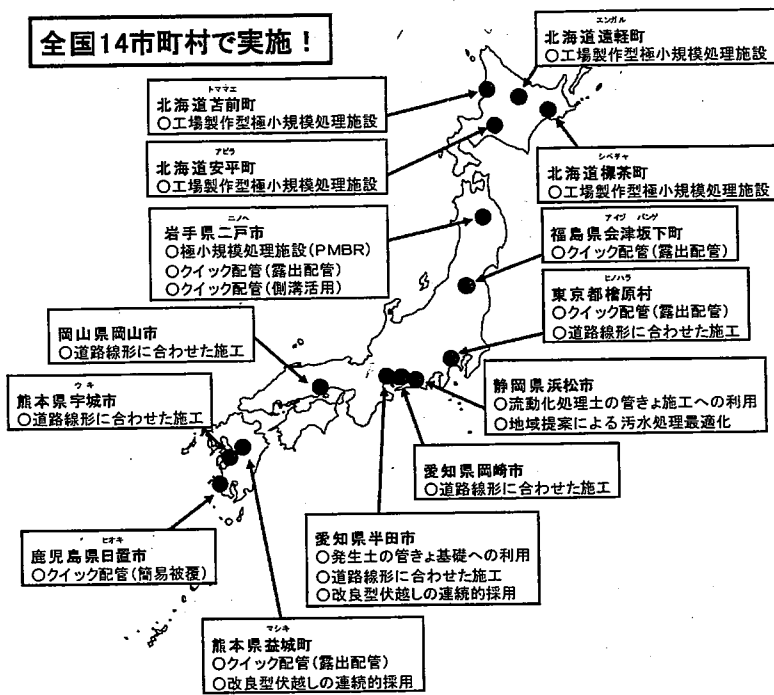 全国14市町村で実施！
エンガル
北海道遠軽町
○工場製作型極小規模処理施設
トママエ
北海道苫前町
○工場製作型極小規模処理施設
アビラ
北海道安平町
○工場製作型極小規模処理施設
シベチャ
北海道標茶町
○工場製作型極小規模処理施設
ニノヘ
岩手県二戸市
○極小規模処理施設(PMBR)
○クイック配管(露出配管)
○クイック配管(側溝活用)
アイヅ バンゲ
福島県会津坂下町
○クイック配管(露出配管)
ヒノハラ
東京都檜原村
○クイック配管(露出配管)
○道路線形に合わせた施工
岡山県岡山市
○道路線形に合わせた施工
ウキ
熊本県宇城市
○道路線形に合わせた施工
静岡県浜松市
○流動化処理土の管きょ施工への利用
○地域提案による汚水処理最適化
愛知県岡崎市
○道路線形に合わせた施工
ヒオキ
鹿児島県日置市
○クイック配管(簡易被覆)
愛知県半田市
○発生土の管きょ基礎への利用
○道路線形に合わせた施工
○改良型伏越しの連続的採用
マシキ
熊本県益城町
○クイック配管(露出配管)
○改良型伏越しの連続的採用